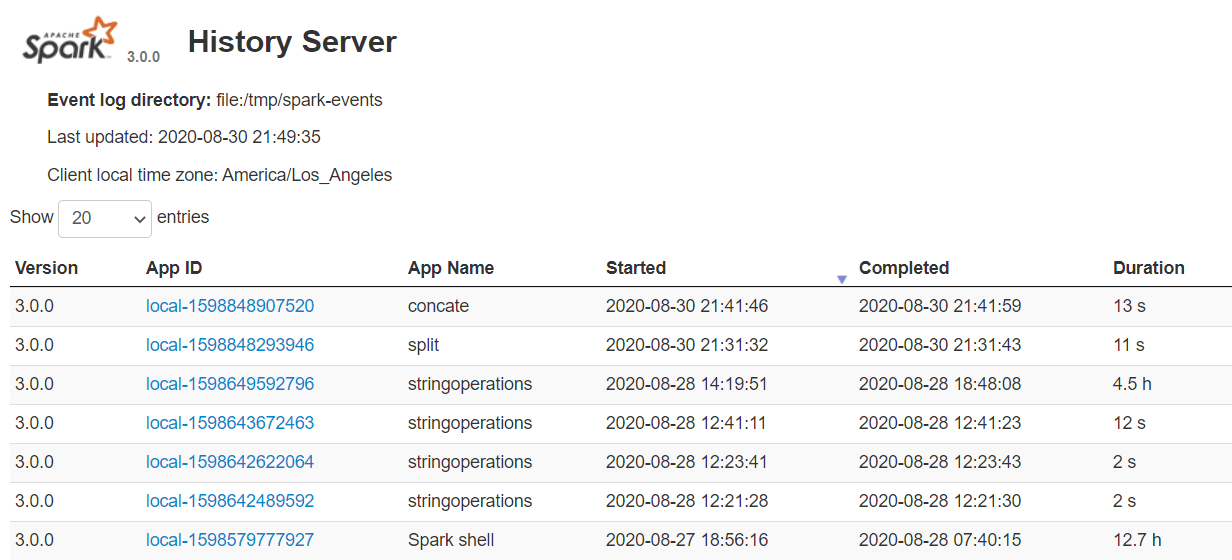 APACHE
Spark 3.0.0 History Server
Event log directory: file:/tmp/spark-events
Last updated: 2020-08-30 21:49:35
Client local time zone: America/Los_Angeles
Show 20 entries
Version App ID App Name Started Completed Duration
3.0.0 local-1598848907520 concate 2020-08-30 21:41:46 2020-08-30 21:41:59 13 s
3.0.0 local-1598848293946 split 2020-08-30 21:31:32 2020-08-30 21:31:43 11 s
3.0.0 local-1598649592796 stringoperations 2020-08-28 14:19:51 2020-08-28 18:48:08 4.5 h
3.0.0 local-1598643672463 stringoperations 2020-08-28 12:41:11 2020-08-28 12:41:23 12 s
3.0.0 local-1598642622064 stringoperations 2020-08-28 12:23:41 2020-08-28 12:23:43 2 s
3.0.0 local-1598642489592 stringoperations 2020-08-28 12:21:28 2020-08-28 12:21:30 2 s
3.0.0 local-1598579777927 Spark shell 2020-08-27 18:56:16 2020-08-28 07:40:15 12.7 h